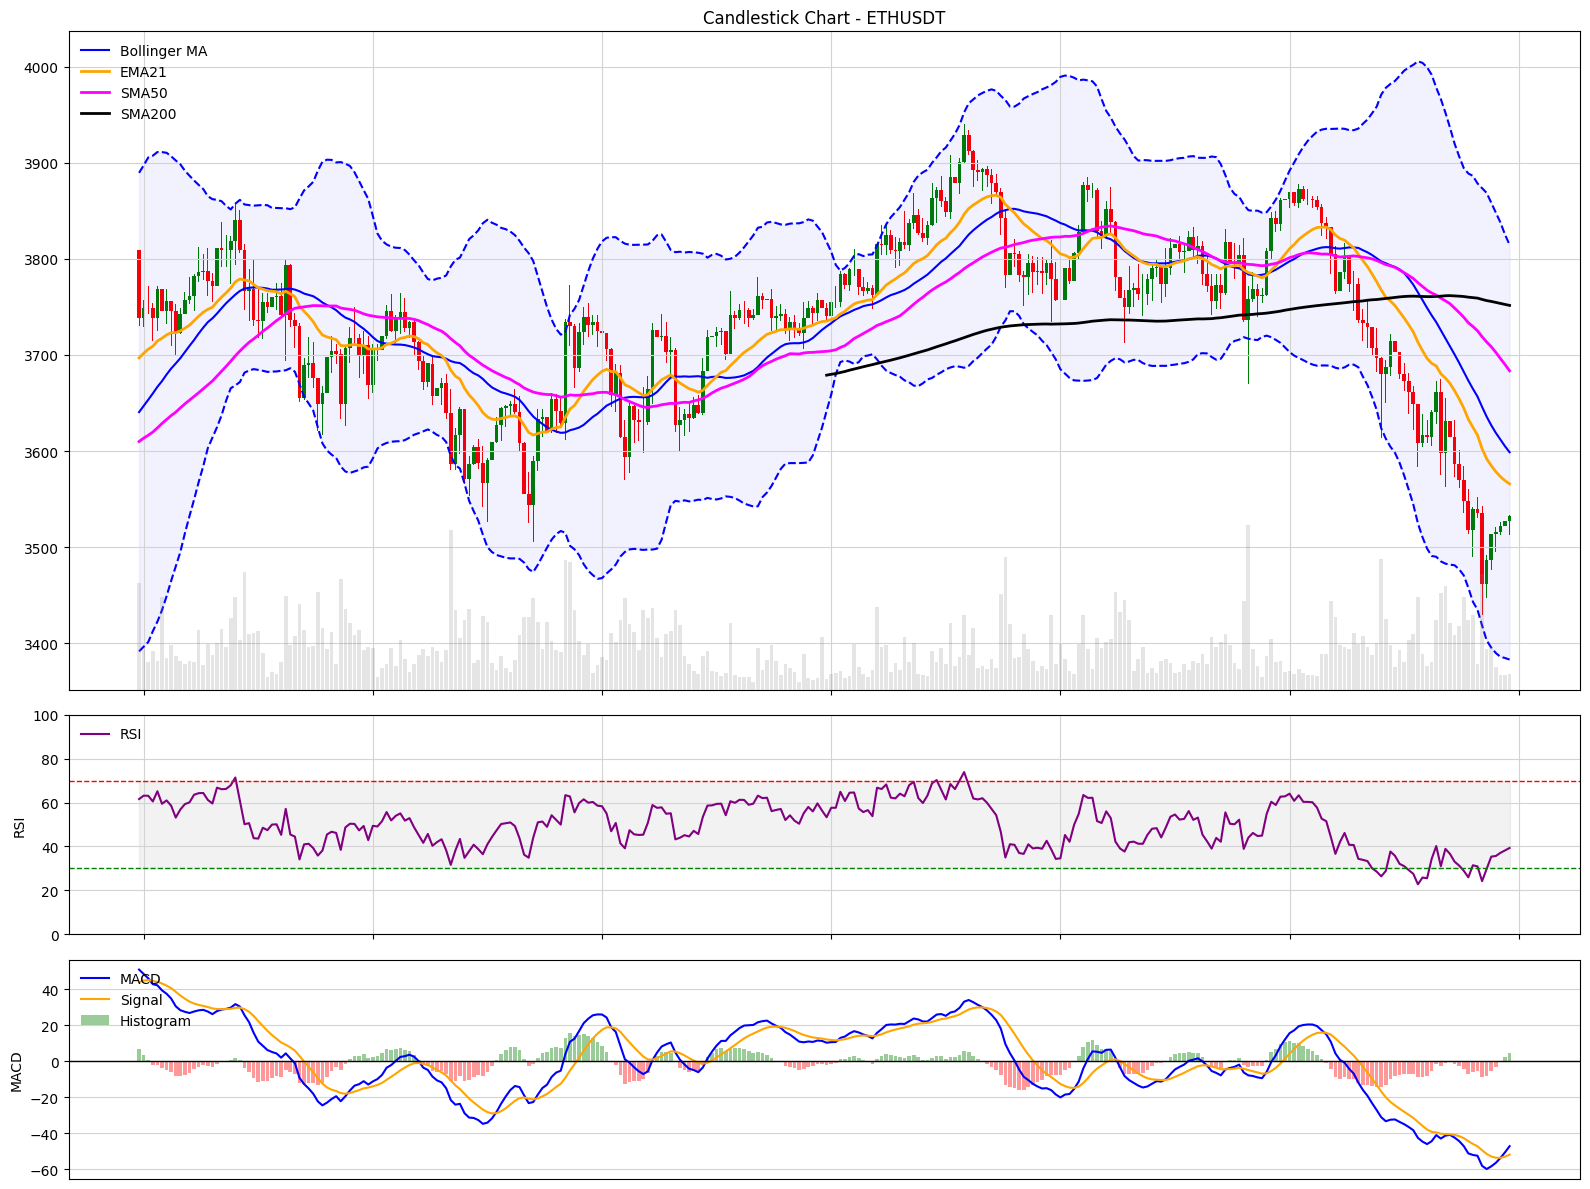 Candlestick Chart - ETHUSDT
Bollinger MA
EMA21
SMA50
SMA200
4000
3900
3800
3700
3600
3500
3400
RSI
100
80
60
40
20
0
RSI
MACD
Signal
Histogram
40
20
0
−20
−40
−60
MACD